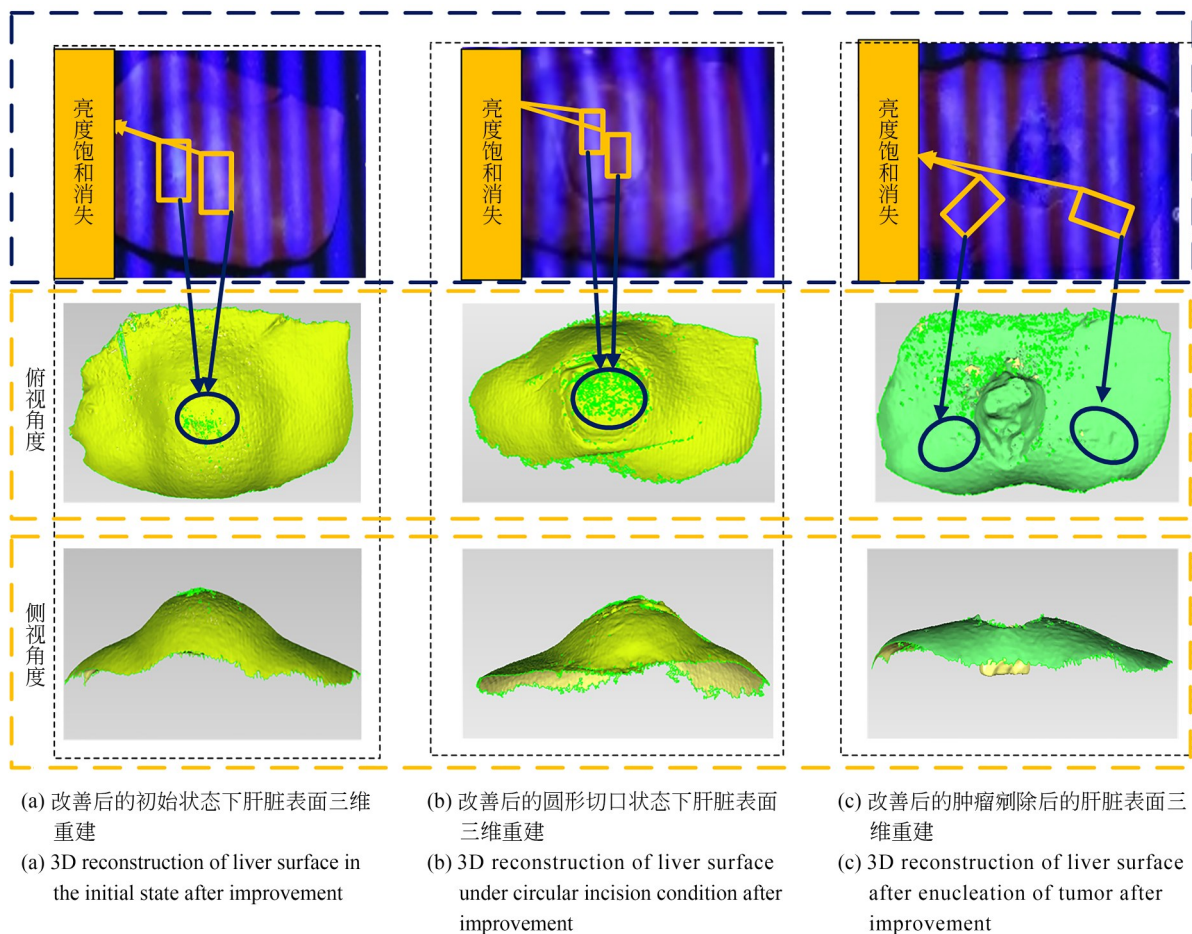 亮度饱和消失
亮度饱和消失
亮度饱和消失
俯视角度
侧视角度
(a) 改善后的初始状态下肝脏表面三维
重建
(a) 3D reconstruction of liver surface in
the initial state after improvement
(b) 改善后的圆形切口状态下肝脏表面
三维重建
(b) 3D reconstruction of liver surface
under circular incision condition after
improvement
(c) 改善后的肿瘤剜除后的肝脏表面三
维重建
(c) 3D reconstruction of liver surface
after enucleation of tumor after
improvement